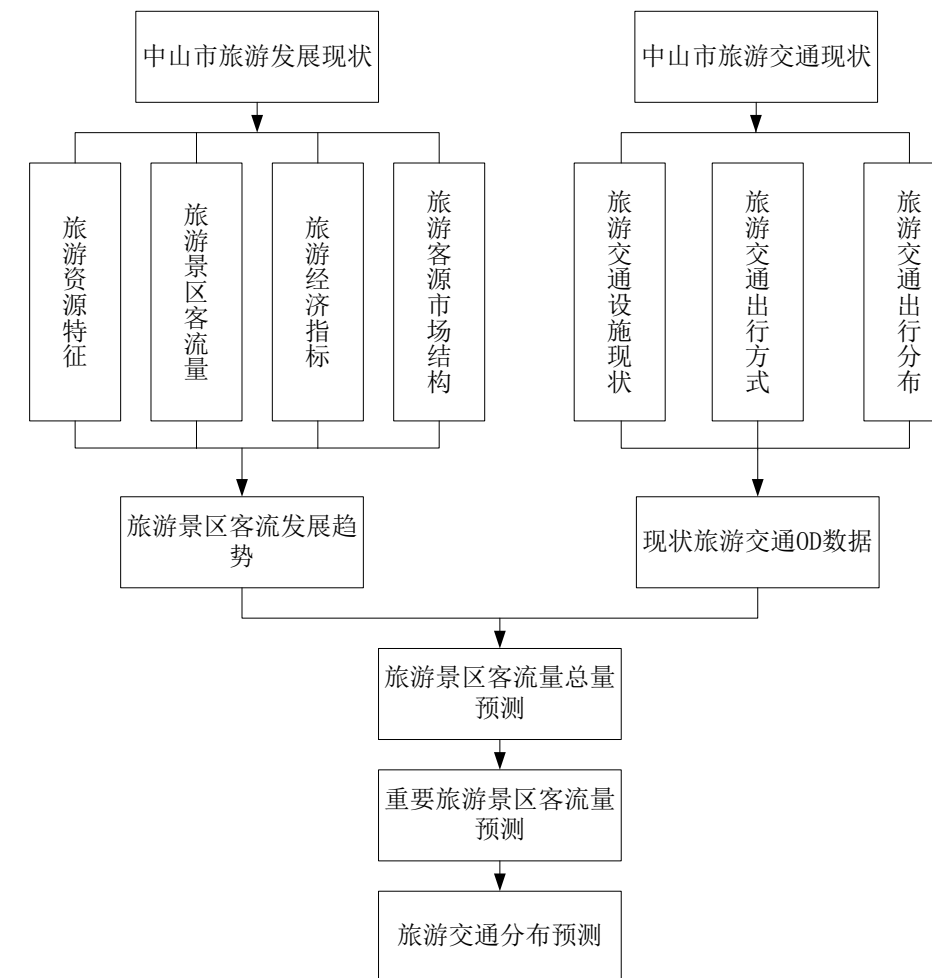 中山市旅游发展现状
中山市旅游交通现状
旅游资源特征
旅游景区客流量
旅游经济指标
旅游客源市场结构
旅游交通设施现状
旅游交通出行方式
旅游交通出行分布
旅游景区客流发展趋
势
现状旅游交通OD数据
旅游景区客流量总量
预测
重要旅游景区客流量
预测
旅游交通分布预测